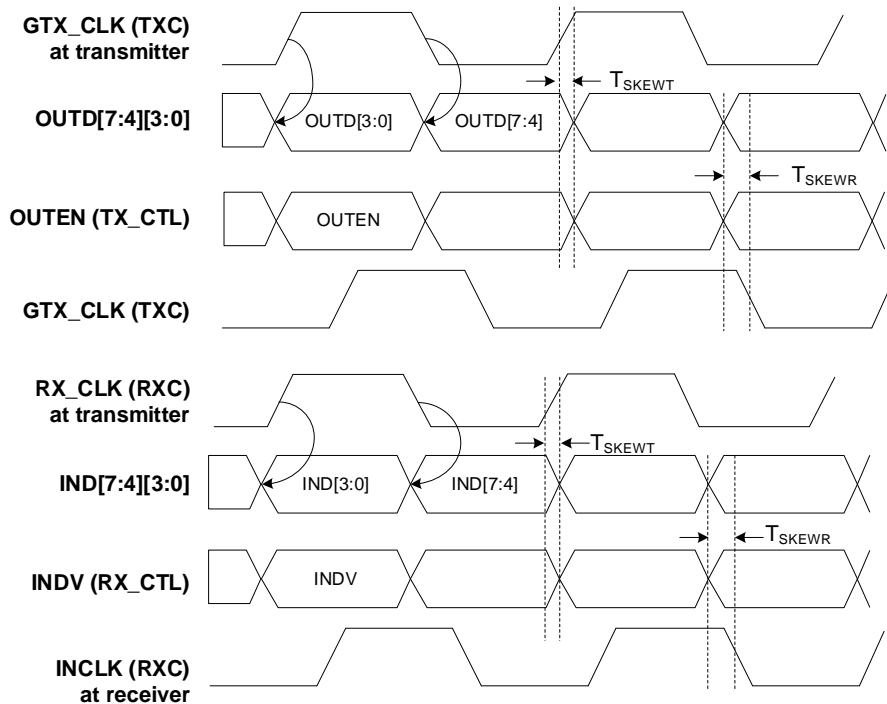 GTX_CLK (TXC)
at transmitter
TSKEWT
OUTD[7:4][3:0]
OUTD[3:0]
OUTD[7:4]
TSKEWR
OUTEN (TX_CTL)
OUTEN
GTX_CLK (TXC)
RX_CLK (RXC)
at transmitter
TSKEWT
IND[7:4][3:0]
IND[3:0]
IND[7:4]
TSKEWR
INDV (RX_CTL)
INDV
INCLK (RXC)
at receiver